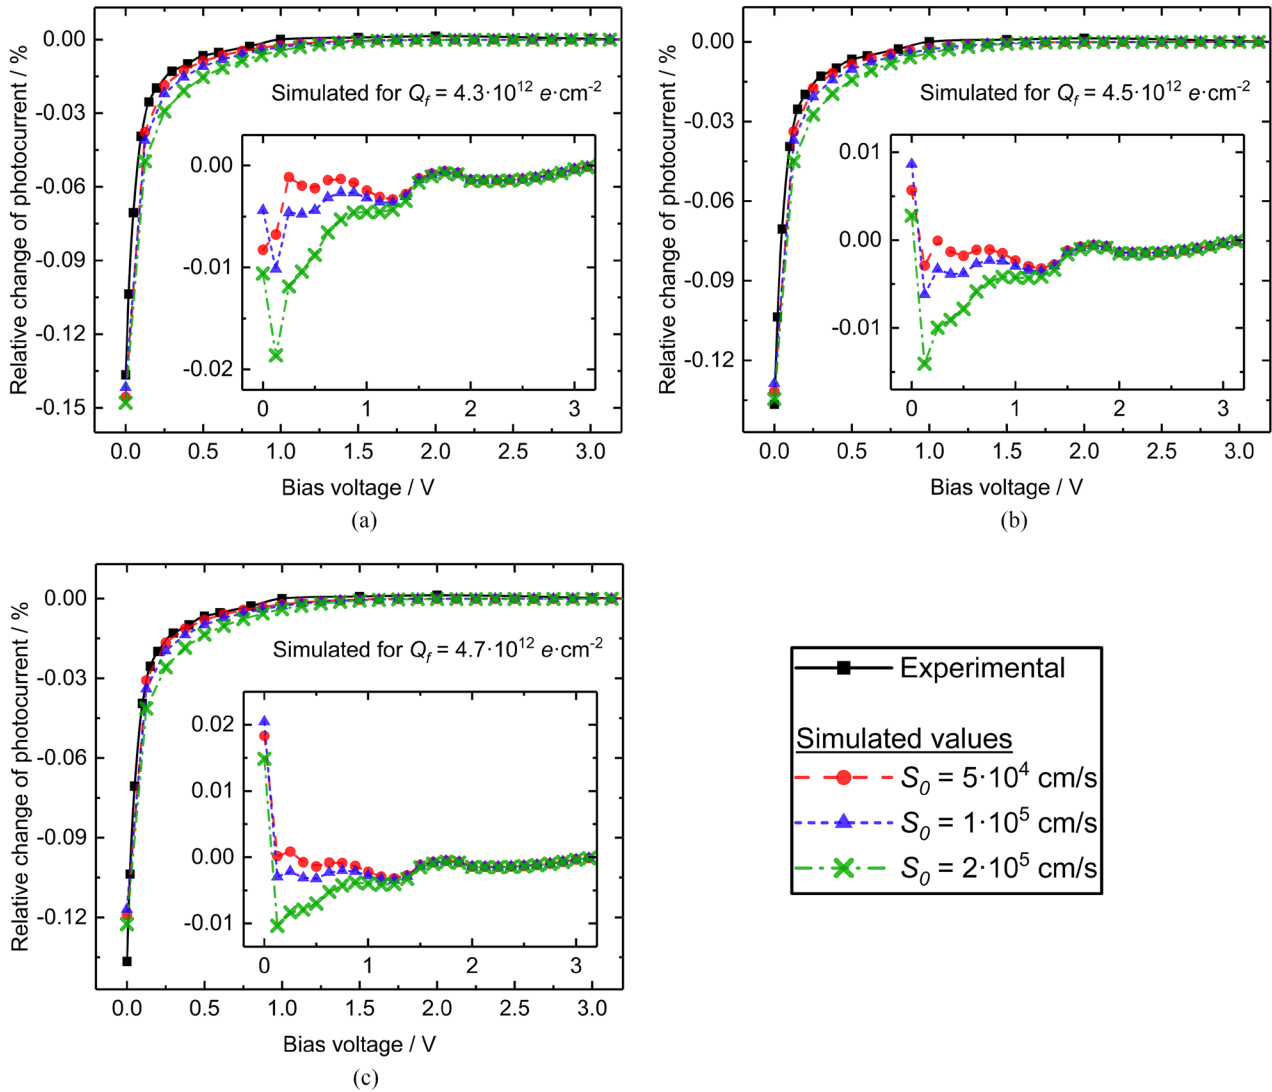 Relative change of photocurrent / %
0.00
-0.03
-0.06
-0.09
-0.12
-0.15
Simulated for Qf = 4.3·10^12 e·cm^-2
0.00
-0.01
-0.02
0 1 2 3
0.0 0.5 1.0 1.5 2.0 2.5 3.0
Bias voltage / V
(a)
Relative change of photocurrent / %
0.00
-0.03
-0.06
-0.09
-0.12
Simulated for Qf = 4.5·10^12 e·cm^-2
0.01
0.00
-0.01
0 1 2 3
0.0 0.5 1.0 1.5 2.0 2.5 3.0
Bias voltage / V
(b)
Relative change of photocurrent / %
0.00
-0.03
-0.06
-0.09
-0.12
Simulated for Qf = 4.7·10^12 e·cm^-2
0.02
0.01
0.00
-0.01
0 1 2 3
0.0 0.5 1.0 1.5 2.0 2.5 3.0
Bias voltage / V
(c)
Experimental
Simulated values
S0 = 5·10^4 cm/s
S0 = 1·10^5 cm/s
S0 = 2·10^5 cm/s